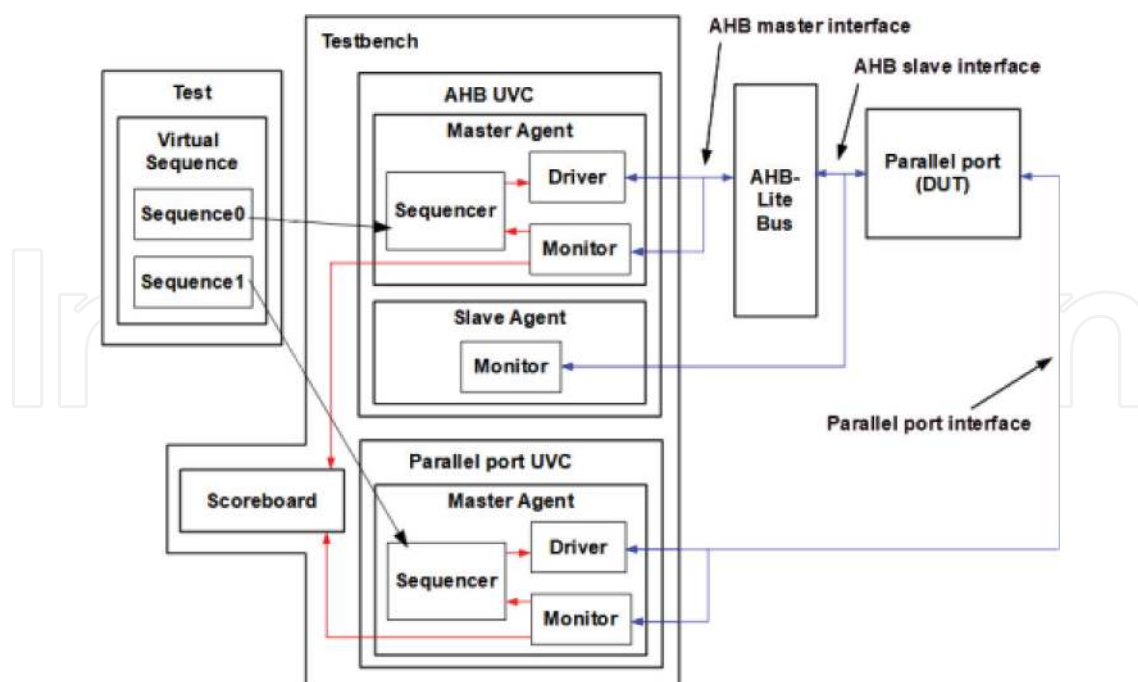 Testbench
AHB master interface
AHB slave interface
Test
Virtual
Sequence
Sequence0
Sequence1
AHB UVC
Master Agent
Driver
Sequencer
Monitor
Slave Agent
Monitor
AHB-
Lite
Bus
Parallel port
(DUT)
Parallel port interface
Scoreboard
Parallel port UVC
Master Agent
Driver
Sequencer
Monitor